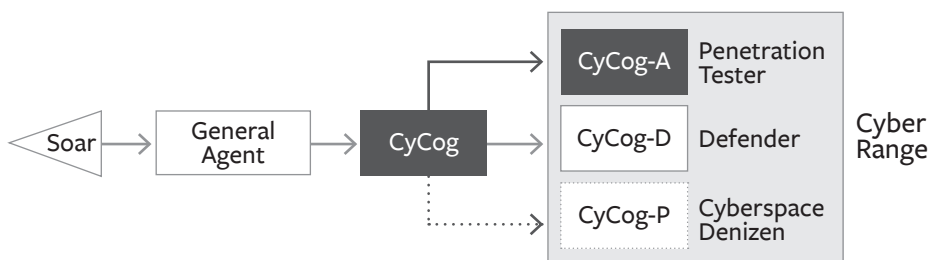 Soar
General
Agent
CyCog
CyCog-A
Penetration
Tester
CyCog-D
Defender
CyCog-P
Cyberspace
Denizen
Cyber
Range